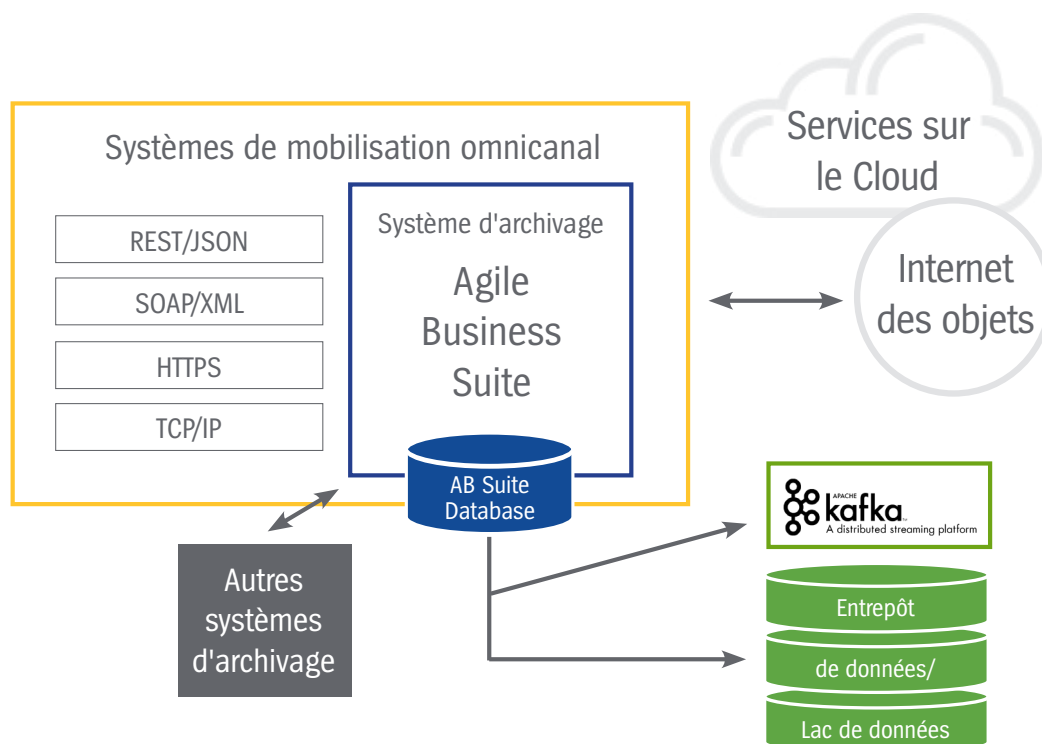 Systèmes de mobilisation omnicanal
REST/JSON
SOAP/XML
HTTPS
TCP/IP
Système d'archivage
Agile
Business
Suite
AB Suite
Database
Services sur
le Cloud
Internet
des objets
Autres
systèmes
d'archivage
APACHE
kafka™
A distributed streaming platform
Entrepôt
de données/
Lac de données